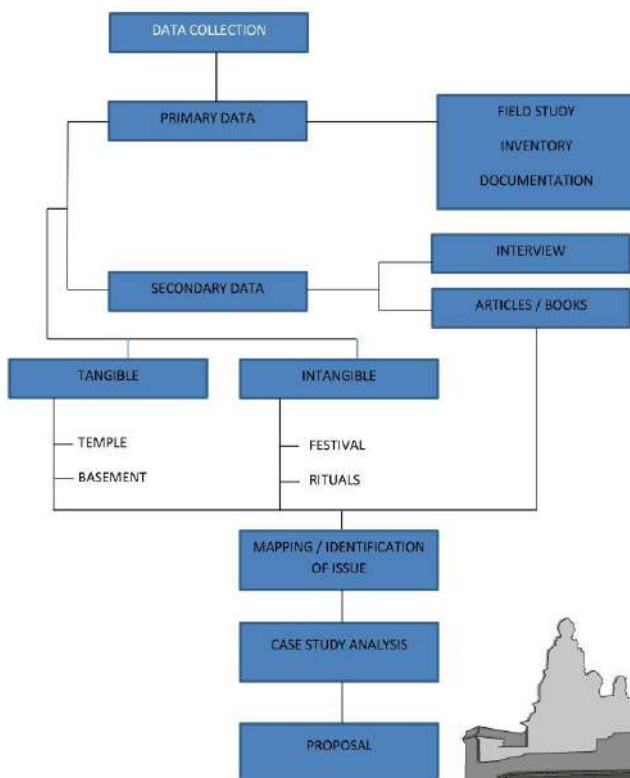 DATA COLLECTION
PRIMARY DATA
FIELD STUDY
INVENTORY
DOCUMENTATION
INTERVIEW
SECONDARY DATA
ARTICLES / BOOKS
TANGIBLE
INTANGIBLE
TEMPLE
FESTIVAL
BASEMENT
RITUALS
MAPPING / IDENTIFICATION
OF ISSUE
CASE STUDY ANALYSIS
PROPOSAL